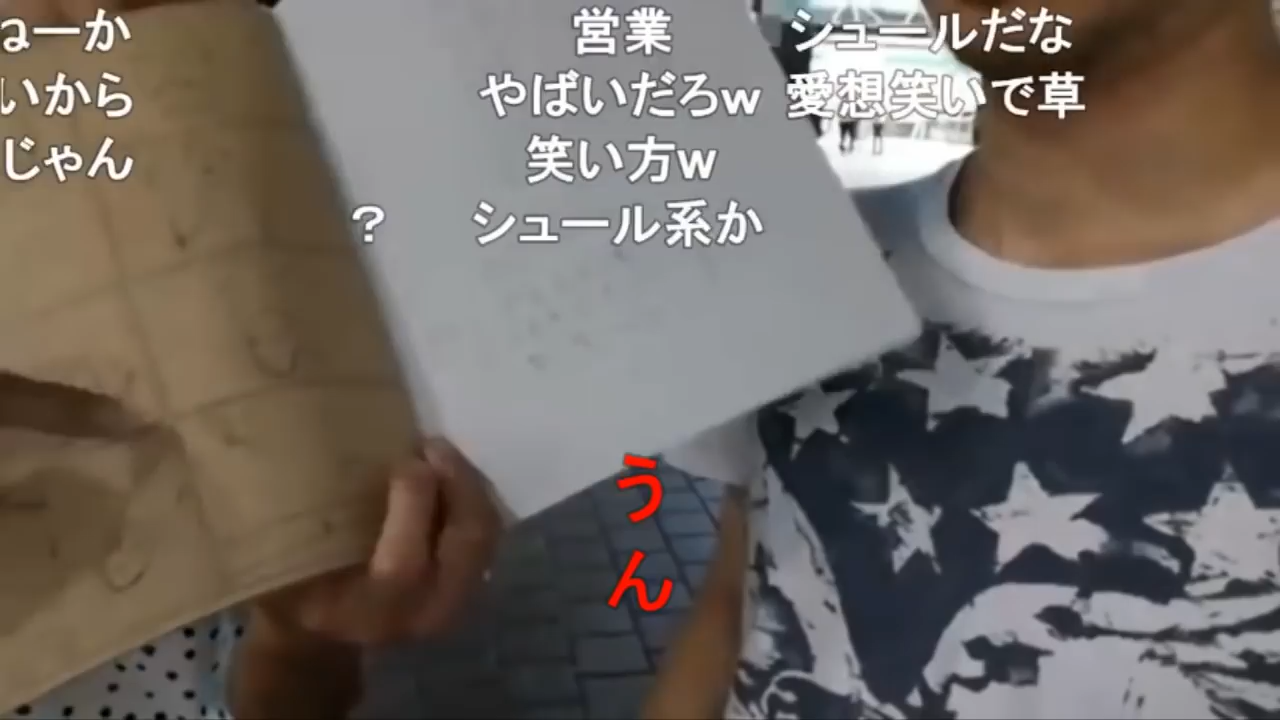 ねーか
営業
シュールだな
いから
やばいだろw
愛想笑いで草
じゃん
笑い方w
?
シュール系か
うん